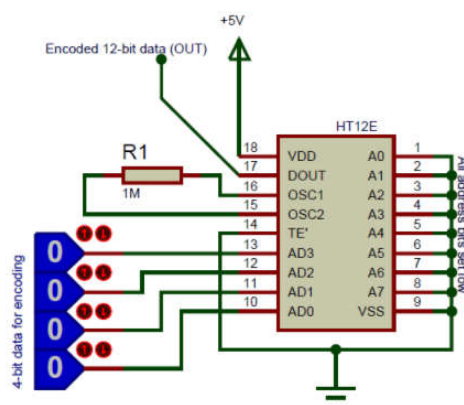 +5V
Encoded 12-bit data (OUT)
HT12E
R1
1M
18 VDD A0 1
17 DOUT A1 2
16 OSC1 A2 3
15 OSC2 A3 4
14 TE' A4 5
13 AD3 A5 6
12 AD2 A6 7
11 AD1 A7 8
10 AD0 VSS 9
0
0
0
0
4-bit data for encoding
All address bits set low